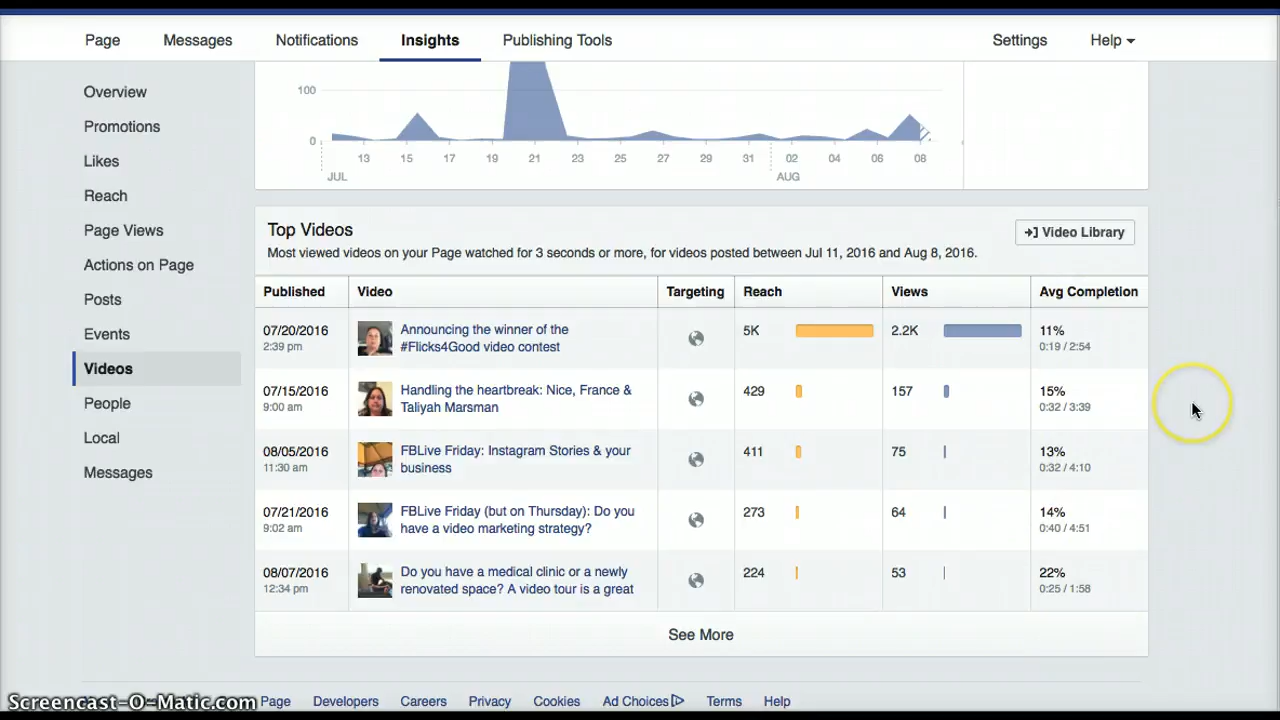 Page Messages Notifications Insights Publishing Tools Settings Help
Overview
Promotions
Likes
Reach
Page Views
Actions on Page
Posts
Events
Videos
People
Local
Messages
100
0
13 15 17 19 21 23 25 27 29 31 02 04 06 08
JUL AUG
Top Videos
Video Library
Most viewed videos on your Page watched for 3 seconds or more, for videos posted between Jul 11, 2016 and Aug 8, 2016.
Published Video Targeting Reach Views Avg Completion
07/20/2016 Announcing the winner of the 5K 2.2K 11%
2:39 pm #Flicks4Good video contest 0:19 / 2:54
07/15/2016 Handling the heartbreak: Nice, France & 429 157 15%
9:00 am Taliyah Marsman 0:32 / 3:39
08/05/2016 FBLive Friday: Instagram Stories & your 411 75 13%
11:30 am business 0:32 / 4:10
07/21/2016 FBLive Friday (but on Thursday): Do you 273 64 14%
9:02 am have a video marketing strategy? 0:40 / 4:51
08/07/2016 Do you have a medical clinic or a newly 224 53 22%
12:34 pm renovated space? A video tour is a great 0:25 / 1:58
See More
Screencast-O-Matic.com Page Developers Careers Privacy Cookies Ad Choices Terms Help